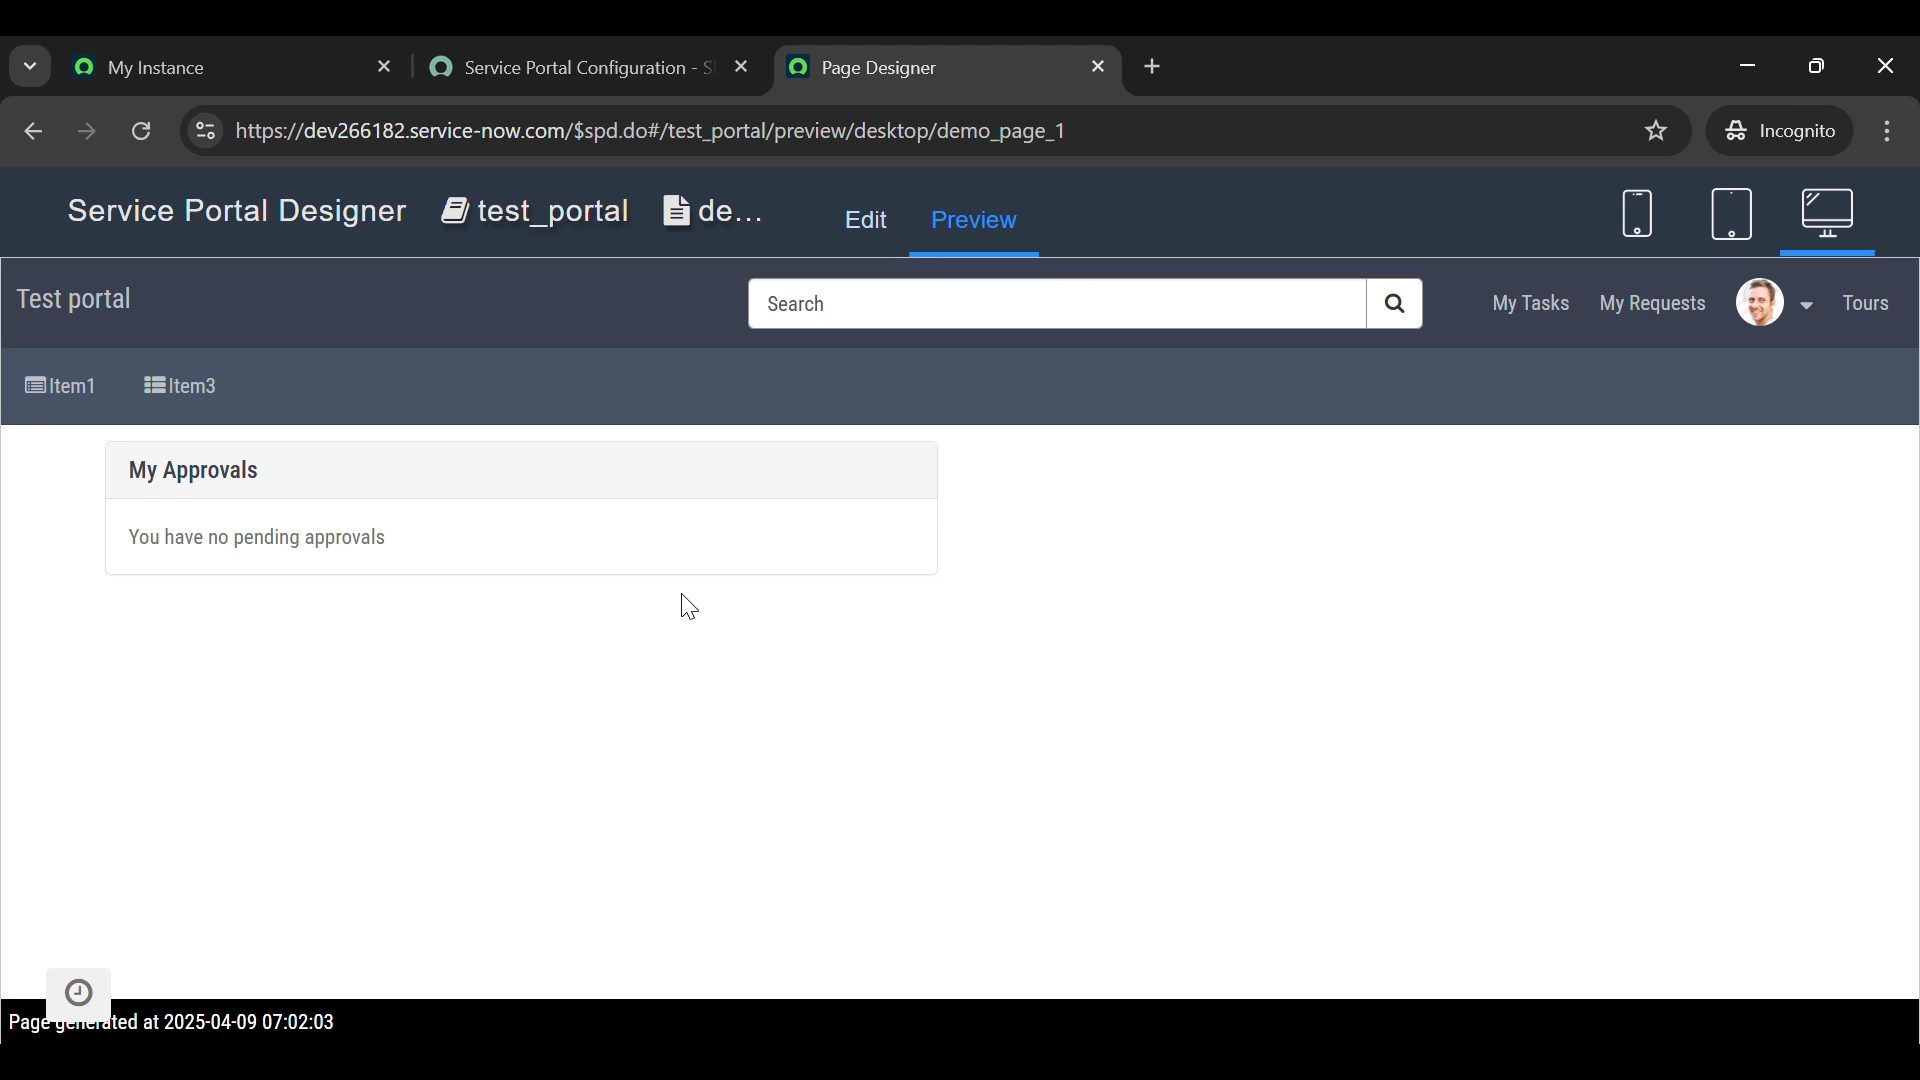 My Instance
Service Portal Configuration - S
Page Designer
https://dev266182.service-now.com/$spd.do#/test_portal/preview/desktop/demo_page_1
Incognito
Service Portal Designer test_portal de...
Edit Preview
Test portal
Search
My Tasks My Requests Tours
Item1 Item3
My Approvals
You have no pending approvals
Page generated at 2025-04-09 07:02:03